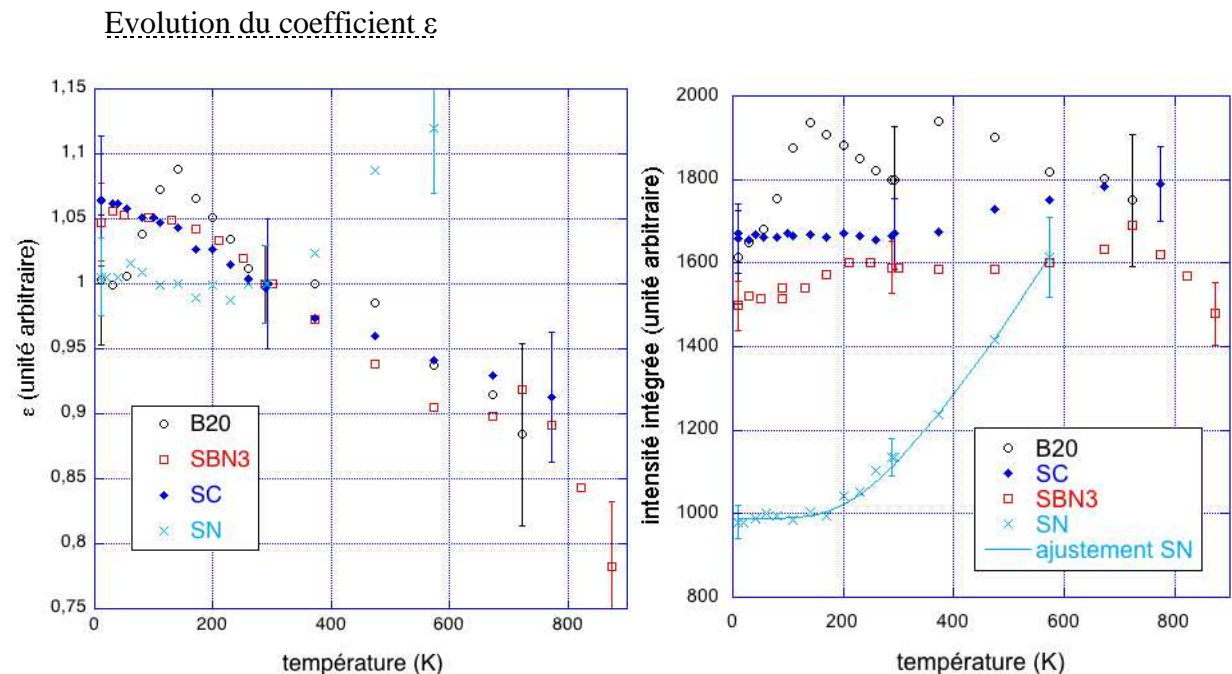 Evolution du coefficient ε
1,15
1,1
1,05
1
0,95
0,9
0,85
0,8
0,75
0
200
400
600
800
ε (unité arbitraire)
température (K)
B20
SBN3
SC
SN
2000
1800
1600
1400
1200
1000
800
0
200
400
600
800
intensité intégrée (unité arbitraire)
température (K)
B20
SC
SBN3
SN
ajustement SN